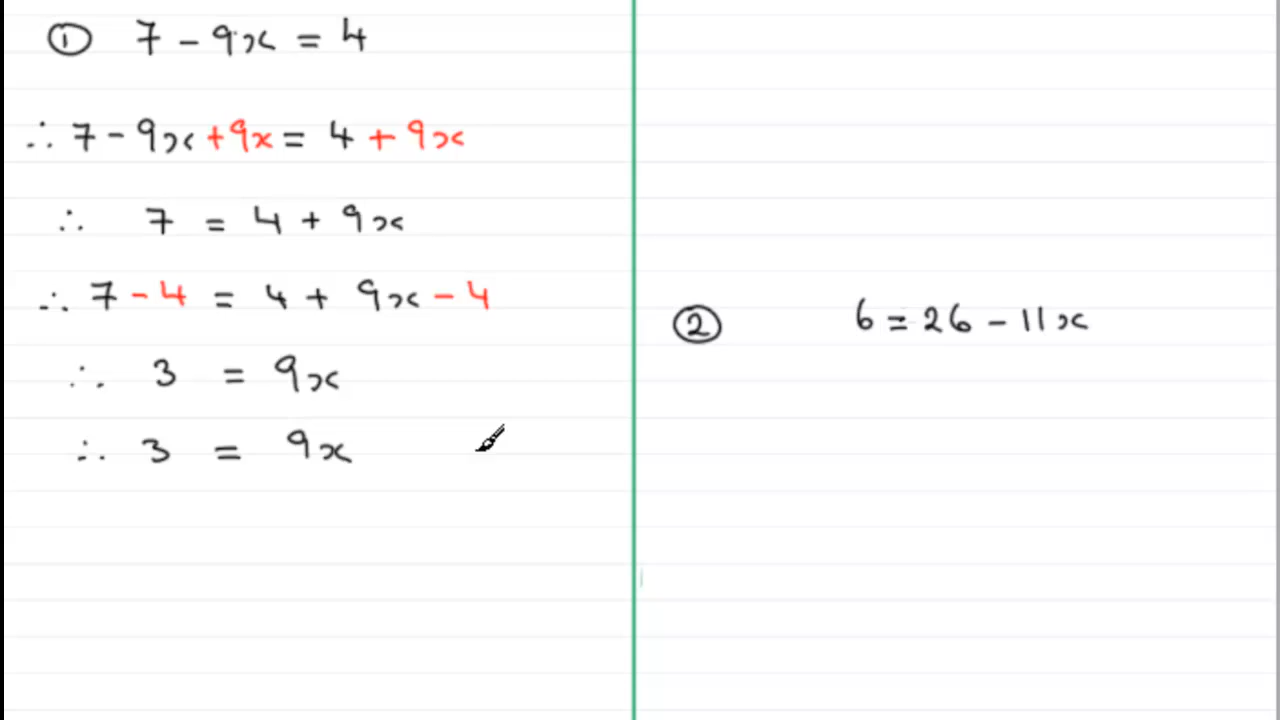 ① 7 - 9x = 4
∴ 7 - 9x + 9x = 4 + 9x
∴ 7 = 4 + 9x
∴ 7 - 4 = 4 + 9x - 4
∴ 3 = 9x
∴ 3 = 9x
② 6 = 26 - 11x